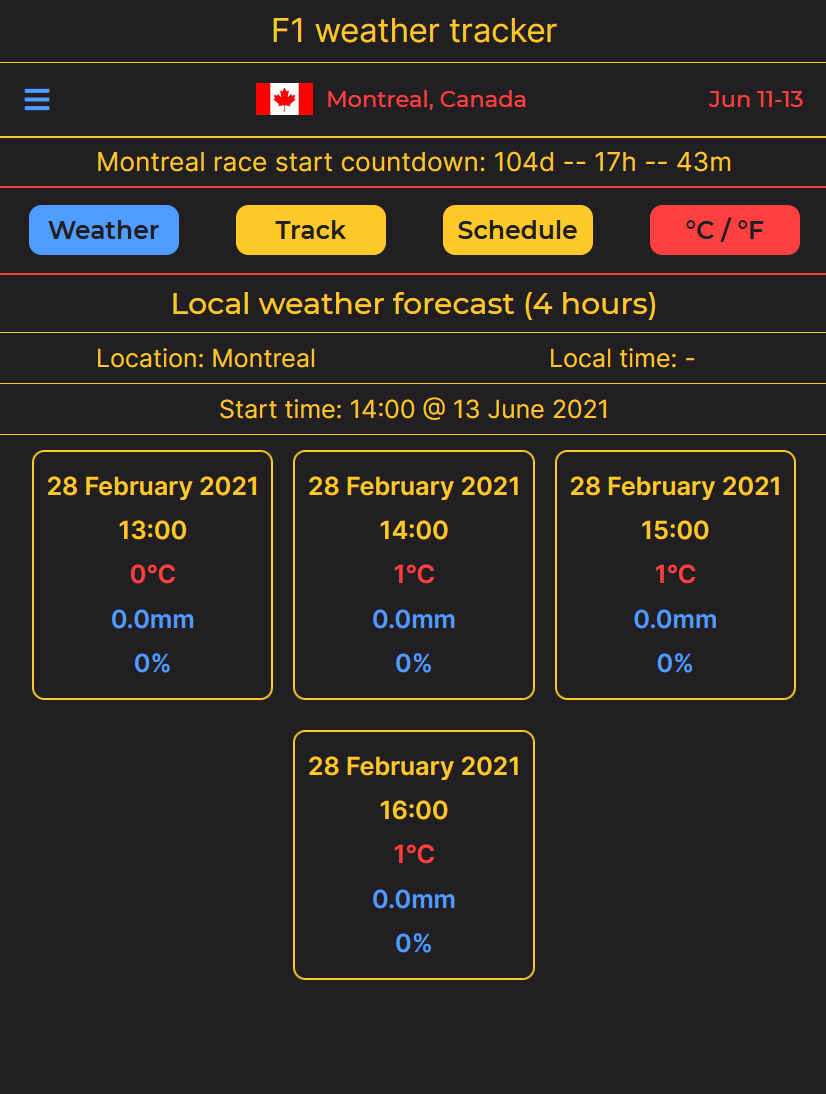 F1 weather tracker
Montreal, Canada Jun 11-13
Montreal race start countdown: 104d -- 17h -- 43m
Weather Track Schedule °C / °F
Local weather forecast (4 hours)
Location: Montreal Local time: -
Start time: 14:00 @ 13 June 2021
28 February 2021
13:00
0°C
0.0mm
0%
28 February 2021
14:00
1°C
0.0mm
0%
28 February 2021
15:00
1°C
0.0mm
0%
28 February 2021
16:00
1°C
0.0mm
0%